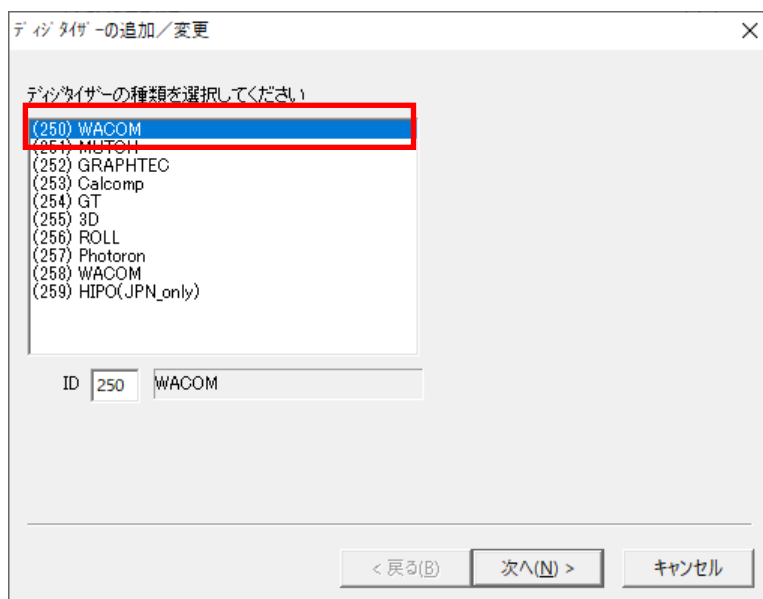 ディジタイザーの追加／変更
ディジタイザーの種類を選択してください
(250) WACOM
(251) MUTOH
(252) GRAPHTEC
(253) Calcomp
(254) GT
(255) 3D
(256) ROLL
(257) Photoron
(258) WACOM
(259) HIPO(JPN_only)
ID 250 WACOM
< 戻る(B) 次へ(N) > キャンセル